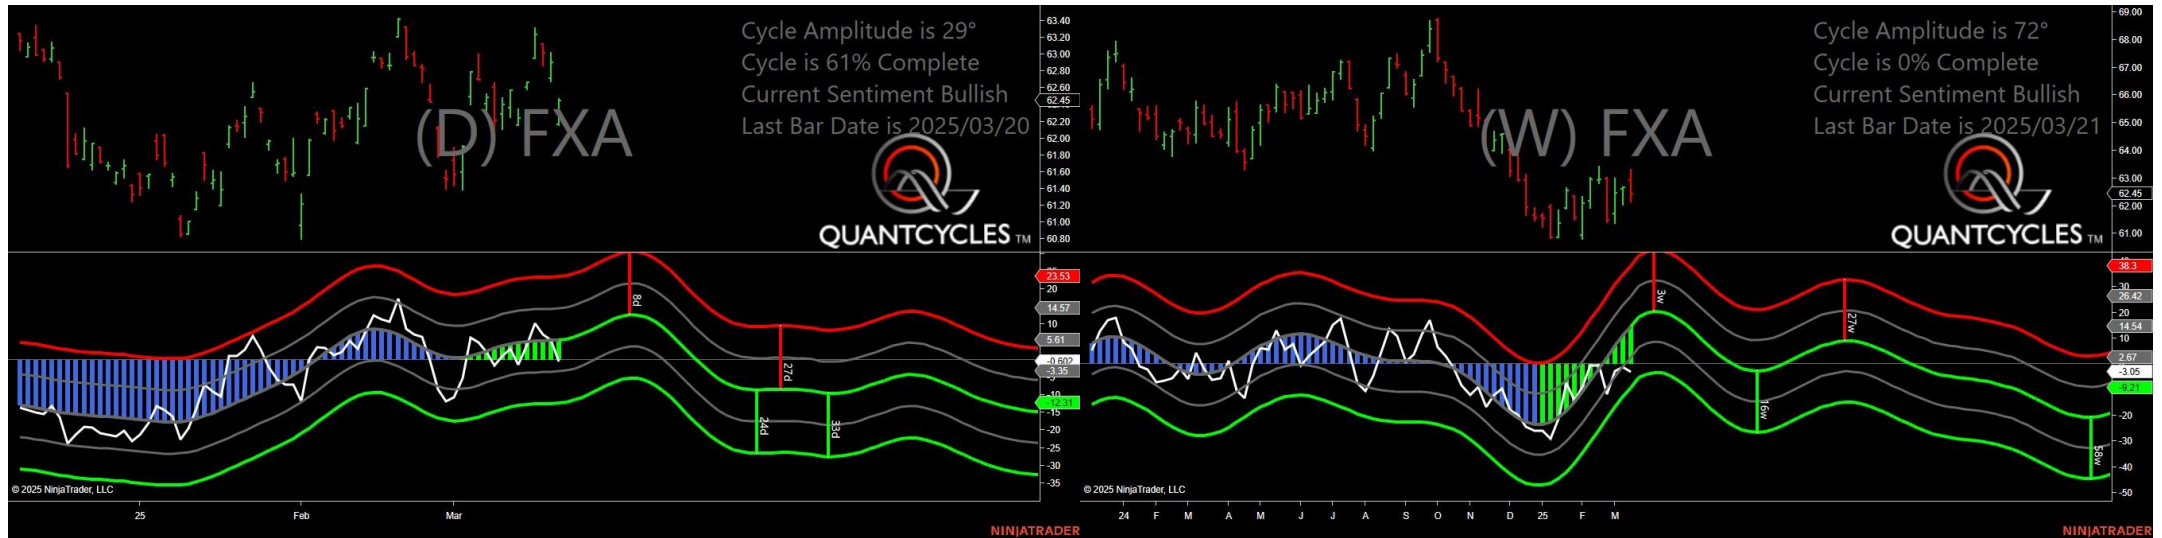 Cycle Amplitude is 29°
Cycle is 61% Complete
Current Sentiment Bullish
Last Bar Date is 2025/03/20
(D) FXA
QUANTCYCLES TM
63.40
63.20
63.00
62.80
62.60
62.45
62.20
62.00
61.80
61.60
61.40
61.20
61.00
60.80
23.53
20
14.57
10
5.61
-0.602
-3.35
-12.31
-15
-20
-25
-30
-35
8d
27d
24d
33d
© 2025 NinjaTrader, LLC
25
Feb
Mar
NINJATRADER
Cycle Amplitude is 72°
Cycle is 0% Complete
Current Sentiment Bullish
Last Bar Date is 2025/03/21
(W) FXA
QUANTCYCLES TM
69.00
68.00
67.00
66.00
65.00
64.00
63.00
62.45
62.00
61.00
38.3
30
26.42
20
14.54
10
2.67
-3.05
-9.21
-20
-30
-40
-50
3w
27w
16w
58w
© 2025 NinjaTrader, LLC
24 F M A M J J A S O N D 25 F M
NINJATRADER